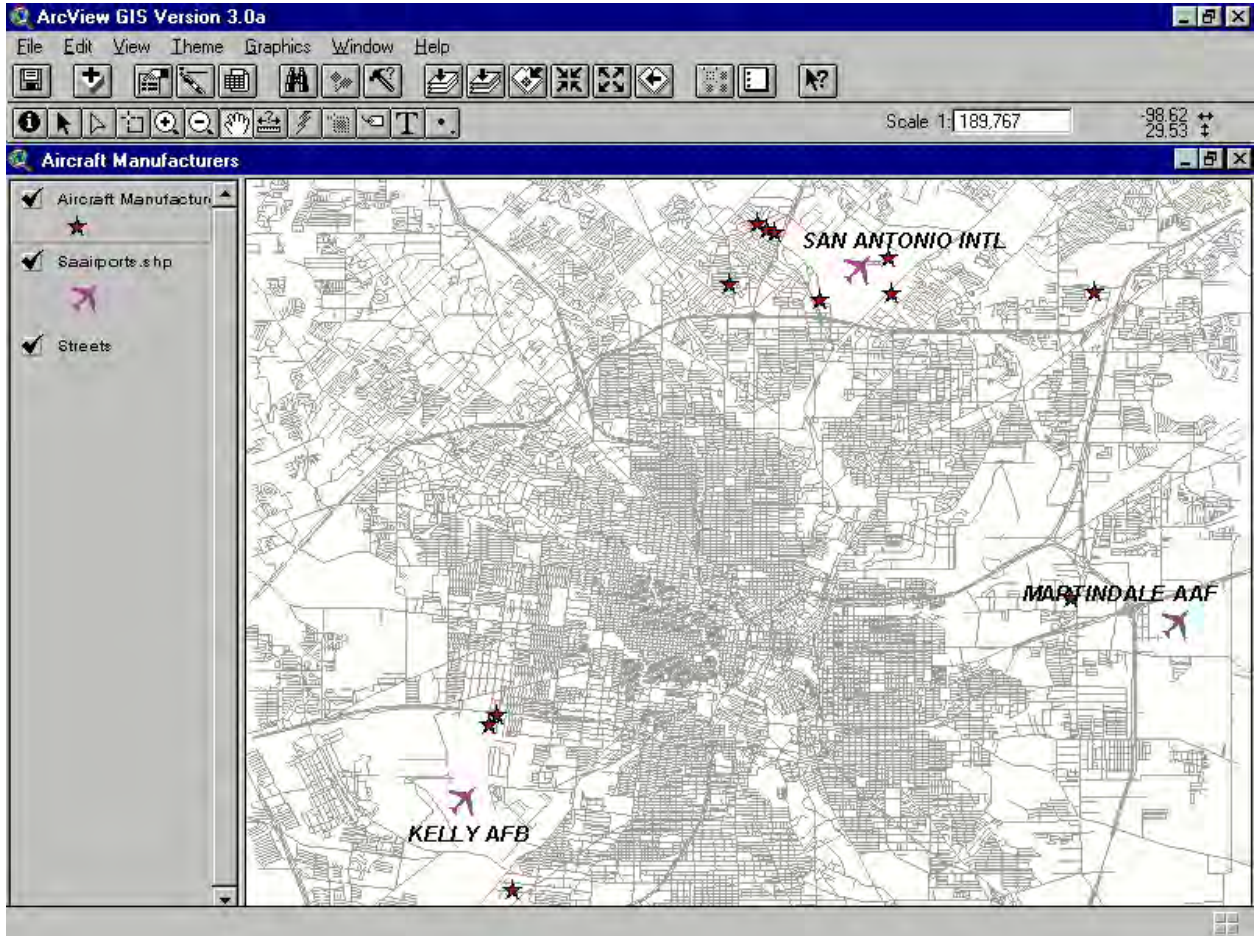 ArcView GIS Version 3.0a
File Edit View Theme Graphics Window Help
Scale 1: 189,767
-98.62
29.53
Aircraft Manufacturers
Aircraft Manufactur
Saairports.shp
Streets
SAN ANTONIO INTL
MARTINDALE AAF
KELLY AFB